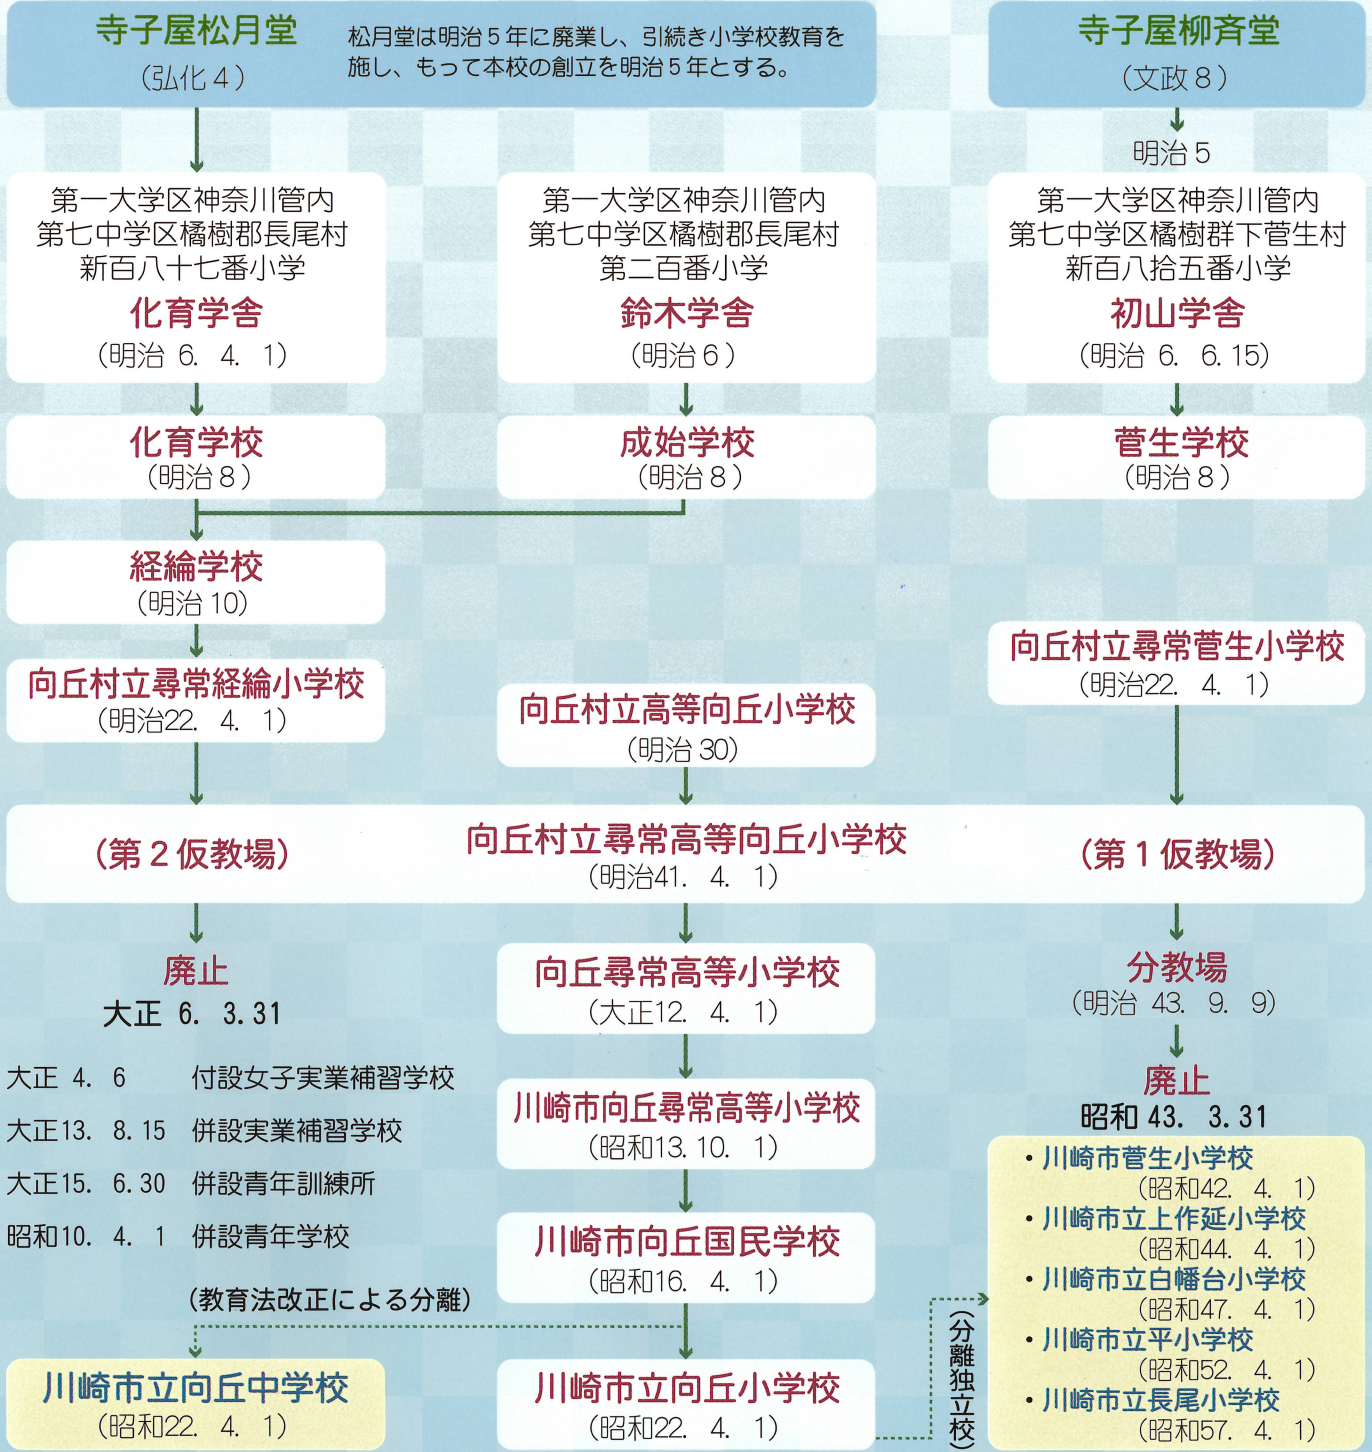 寺子屋松月堂
（弘化４）
松月堂は明治５年に廃業し、引続き小学校教育を
施し、もって本校の創立を明治５年とする。
寺子屋柳斉堂
（文政８）
明治５
第一大学区神奈川管内
第七中学区橘樹郡長尾村
新百八十七番小学
化育学舎
（明治 6. 4. 1）
第一大学区神奈川管内
第七中学区橘樹郡長尾村
第二百番小学
鈴木学舎
（明治６）
第一大学区神奈川管内
第七中学区橘樹群下菅生村
新百八拾五番小学
初山学舎
（明治 6. 6.15）
化育学校
（明治８）
成始学校
（明治８）
菅生学校
（明治８）
経綸学校
（明治10）
向丘村立尋常経綸小学校
（明治22. 4. 1）
向丘村立高等向丘小学校
（明治30）
向丘村立尋常菅生小学校
（明治22. 4. 1）
（第２仮教場）
向丘村立尋常高等向丘小学校
（明治41. 4. 1）
（第１仮教場）
廃止
大正 6. 3.31
向丘尋常高等小学校
（大正12. 4. 1）
分教場
（明治 43. 9. 9）
廃止
昭和 43. 3.31
大正 4. 6 付設女子実業補習学校
大正13. 8.15 併設実業補習学校
大正15. 6.30 併設青年訓練所
昭和10. 4. 1 併設青年学校
川崎市向丘尋常高等小学校
（昭和13.10. 1）
川崎市向丘国民学校
（昭和16. 4. 1）
（教育法改正による分離）
川崎市立向丘中学校
（昭和22. 4. 1）
川崎市立向丘小学校
（昭和22. 4. 1）
（分離独立校）
・川崎市菅生小学校
（昭和42. 4. 1）
・川崎市立上作延小学校
（昭和44. 4. 1）
・川崎市立白幡台小学校
（昭和47. 4. 1）
・川崎市立平小学校
（昭和52. 4. 1）
・川崎市立長尾小学校
（昭和57. 4. 1）